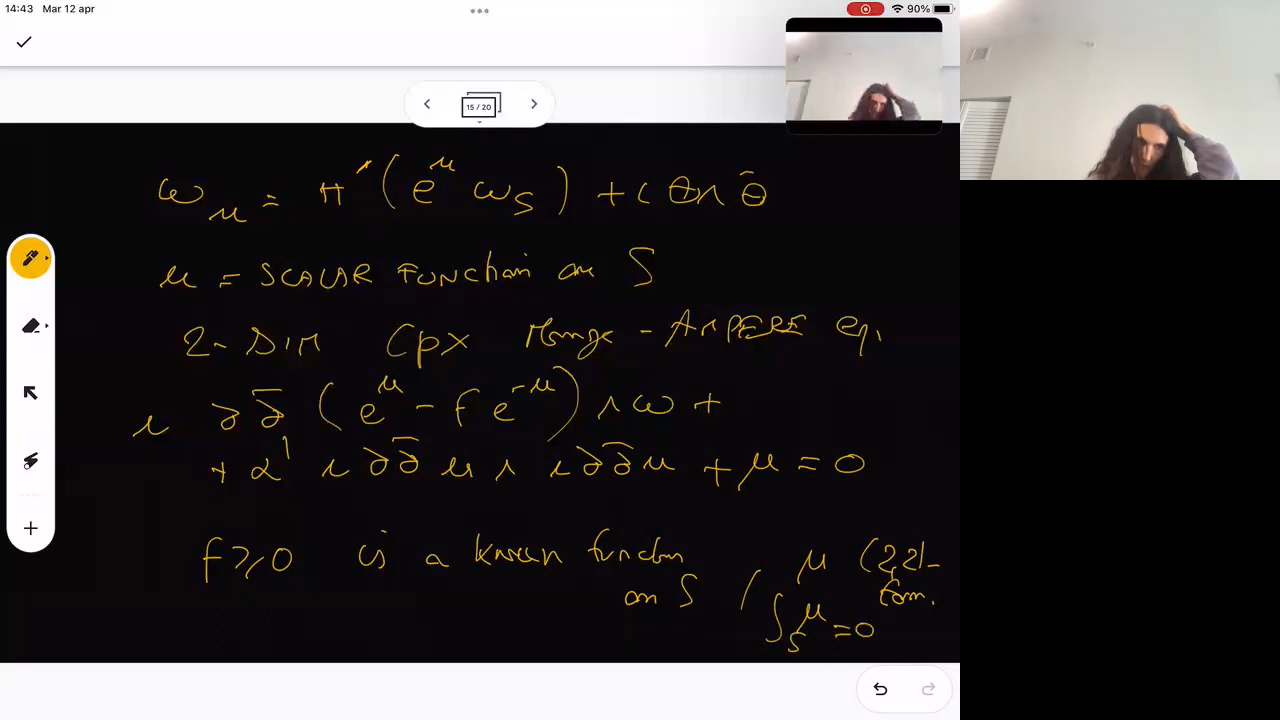 14:43 Mar 12 apr
90%
15 / 20
ω_u = π*(e^u ω_S) + i θ∧θ̄
u = SCALAR FUNCTION on S
2-DIM Cpx Monge-AMPERE eq.
i ∂∂̄ (e^u - f e^{-u}) ∧ ω +
+ α' i ∂∂̄ u ∧ i ∂∂̄ u + μ = 0
f ⩾ 0 is a known function
on S
μ (2,2)-
form.
/ ∫_S μ = 0